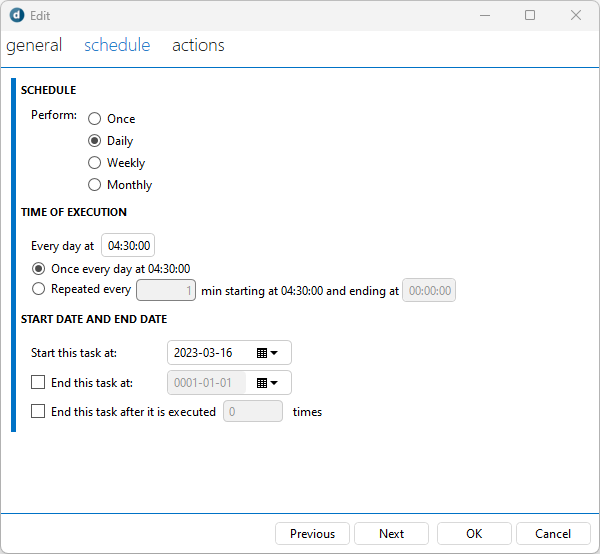 Edit
general schedule actions
SCHEDULE
Perform: Once
Daily
Weekly
Monthly
TIME OF EXECUTION
Every day at 04:30:00
Once every day at 04:30:00
Repeated every 1 min starting at 04:30:00 and ending at 00:00:00
START DATE AND END DATE
Start this task at: 2023-03-16
End this task at: 0001-01-01
End this task after it is executed 0 times
Previous Next OK Cancel